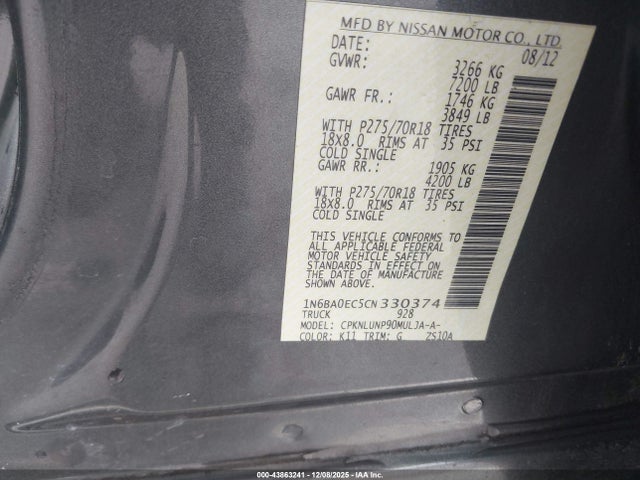 MFD BY NISSAN MOTOR CO., LTD.
DATE: 08/12
GVWR: 3266 KG
7200 LB
GAWR FR.: 1746 KG
3849 LB
WITH P275/70R18 TIRES
18X8.0 RIMS AT 35 PSI
COLD SINGLE
GAWR RR.: 1905 KG
4200 LB
WITH P275/70R18 TIRES
18X8.0 RIMS AT 35 PSI
COLD SINGLE
THIS VEHICLE CONFORMS TO
ALL APPLICABLE FEDERAL
MOTOR VEHICLE SAFETY
STANDARDS IN EFFECT ON
THE DATE OF MANUFACTURE
SHOWN ABOVE.
1N6BA0EC5CN330374
TRUCK 928
MODEL: CPKNLUNP90MULJA-A-
COLOR: K11 TRIM: G ZS10A
000-43863241 - 12/08/2025 - IAA Inc.